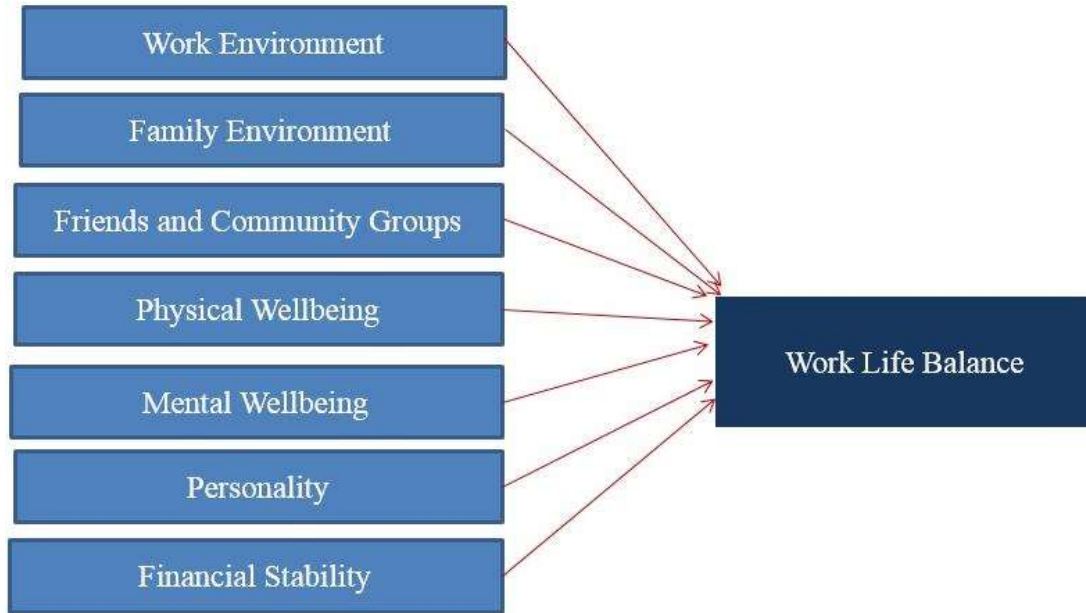 Work Environment
Family Environment
Friends and Community Groups
Physical Wellbeing
Mental Wellbeing
Personality
Financial Stability
Work Life Balance